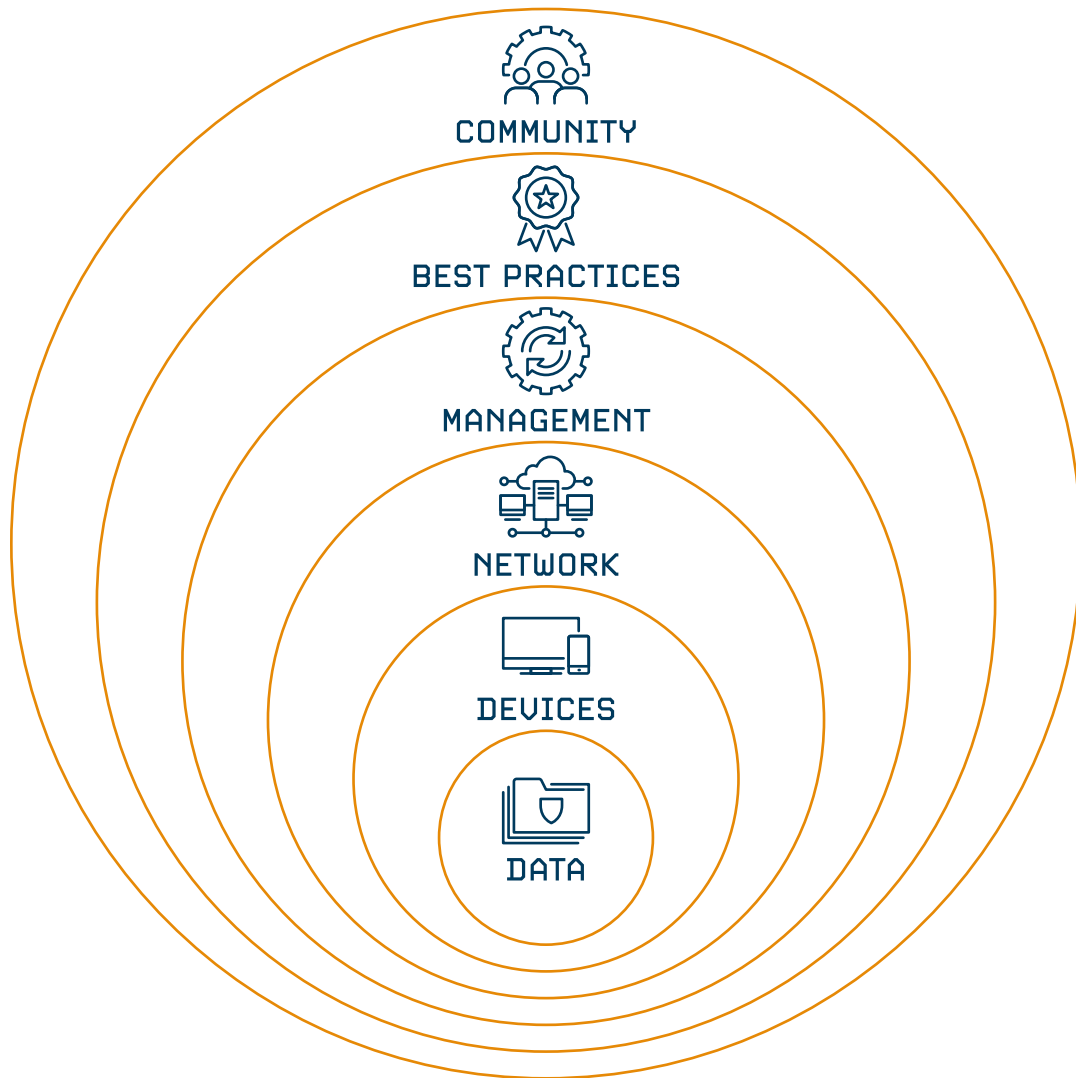 COMMUNITY
BEST PRACTICES
MANAGEMENT
NETWORK
DEVICES
DATA